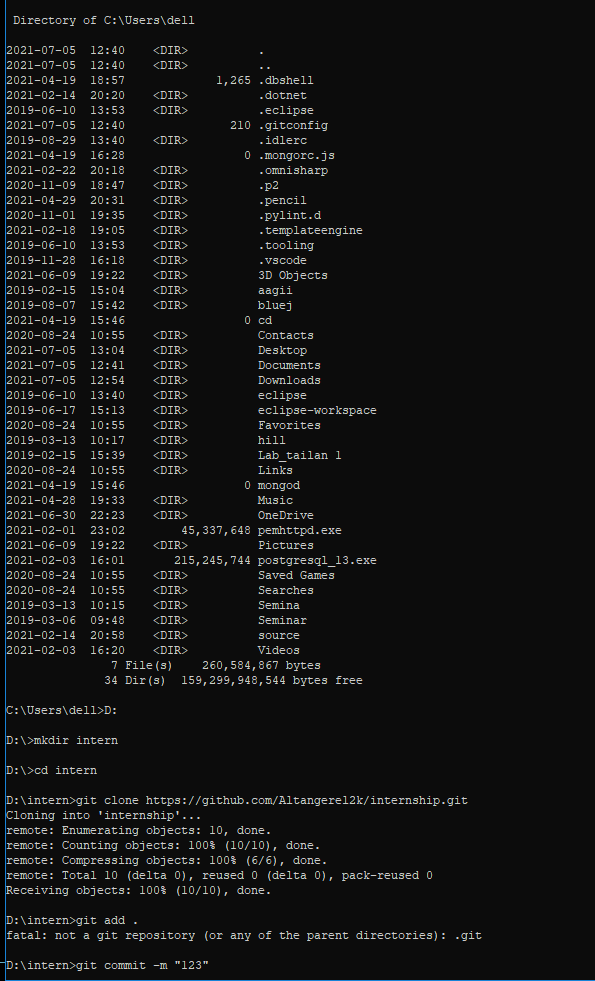 Directory of C:\Users\dell
2021-07-05 12:40 <DIR> .
2021-07-05 12:40 <DIR> ..
2021-04-19 18:57 1,265 .dbshell
2021-02-14 20:20 <DIR> .dotnet
2019-06-10 13:53 <DIR> .eclipse
2021-07-05 12:40 210 .gitconfig
2019-08-29 13:40 <DIR> .idlerc
2021-04-19 16:28 0 .mongorc.js
2021-02-22 20:18 <DIR> .omnisharp
2020-11-09 18:47 <DIR> .p2
2021-04-29 20:31 <DIR> .pencil
2020-11-01 19:35 <DIR> .pylint.d
2021-02-18 19:05 <DIR> .templateengine
2019-06-10 13:53 <DIR> .tooling
2019-11-28 16:18 <DIR> .vscode
2021-06-09 19:22 <DIR> 3D Objects
2019-02-15 15:04 <DIR> aagii
2019-08-07 15:42 <DIR> bluej
2021-04-19 15:46 0 cd
2020-08-24 10:55 <DIR> Contacts
2021-07-05 13:04 <DIR> Desktop
2021-07-05 12:41 <DIR> Documents
2021-07-05 12:54 <DIR> Downloads
2019-06-10 13:40 <DIR> eclipse
2019-06-17 15:13 <DIR> eclipse-workspace
2020-08-24 10:55 <DIR> Favorites
2019-03-13 10:17 <DIR> hill
2019-02-15 15:39 <DIR> Lab_tailan 1
2020-08-24 10:55 <DIR> Links
2021-04-19 15:46 0 mongod
2021-04-28 19:33 <DIR> Music
2021-06-30 22:23 <DIR> OneDrive
2021-02-01 23:02 45,337,648 pemhttpd.exe
2021-06-09 19:22 <DIR> Pictures
2021-02-03 16:01 215,245,744 postgresql_13.exe
2020-08-24 10:55 <DIR> Saved Games
2020-08-24 10:55 <DIR> Searches
2019-03-13 10:15 <DIR> Semina
2019-03-06 09:48 <DIR> Seminar
2021-02-14 20:58 <DIR> source
2021-02-03 16:20 <DIR> Videos
7 File(s) 260,584,867 bytes
34 Dir(s) 159,299,948,544 bytes free
C:\Users\dell>D:
D:\>mkdir intern
D:\>cd intern
D:\intern>git clone https://github.com/Altangerel2k/internship.git
Cloning into 'internship'...
remote: Enumerating objects: 10, done.
remote: Counting objects: 100% (10/10), done.
remote: Compressing objects: 100% (6/6), done.
remote: Total 10 (delta 0), reused 0 (delta 0), pack-reused 0
Receiving objects: 100% (10/10), done.
D:\intern>git add .
fatal: not a git repository (or any of the parent directories): .git
D:\intern>git commit -m "123"